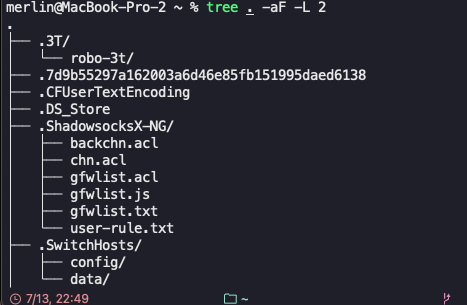 merlin@MacBook-Pro-2 ~ % tree . -aF -L 2
.
├── .3T/
│   └── robo-3t/
├── .7d9b55297a162003a6d46e85fb151995daed6138
├── .CFUserTextEncoding
├── .DS_Store
├── .ShadowsocksX-NG/
│   ├── backchn.acl
│   ├── chn.acl
│   ├── gfwlist.acl
│   ├── gfwlist.js
│   ├── gfwlist.txt
│   └── user-rule.txt
├── .SwitchHosts/
│   ├── config/
│   └── data/
7/13, 22:49 ~